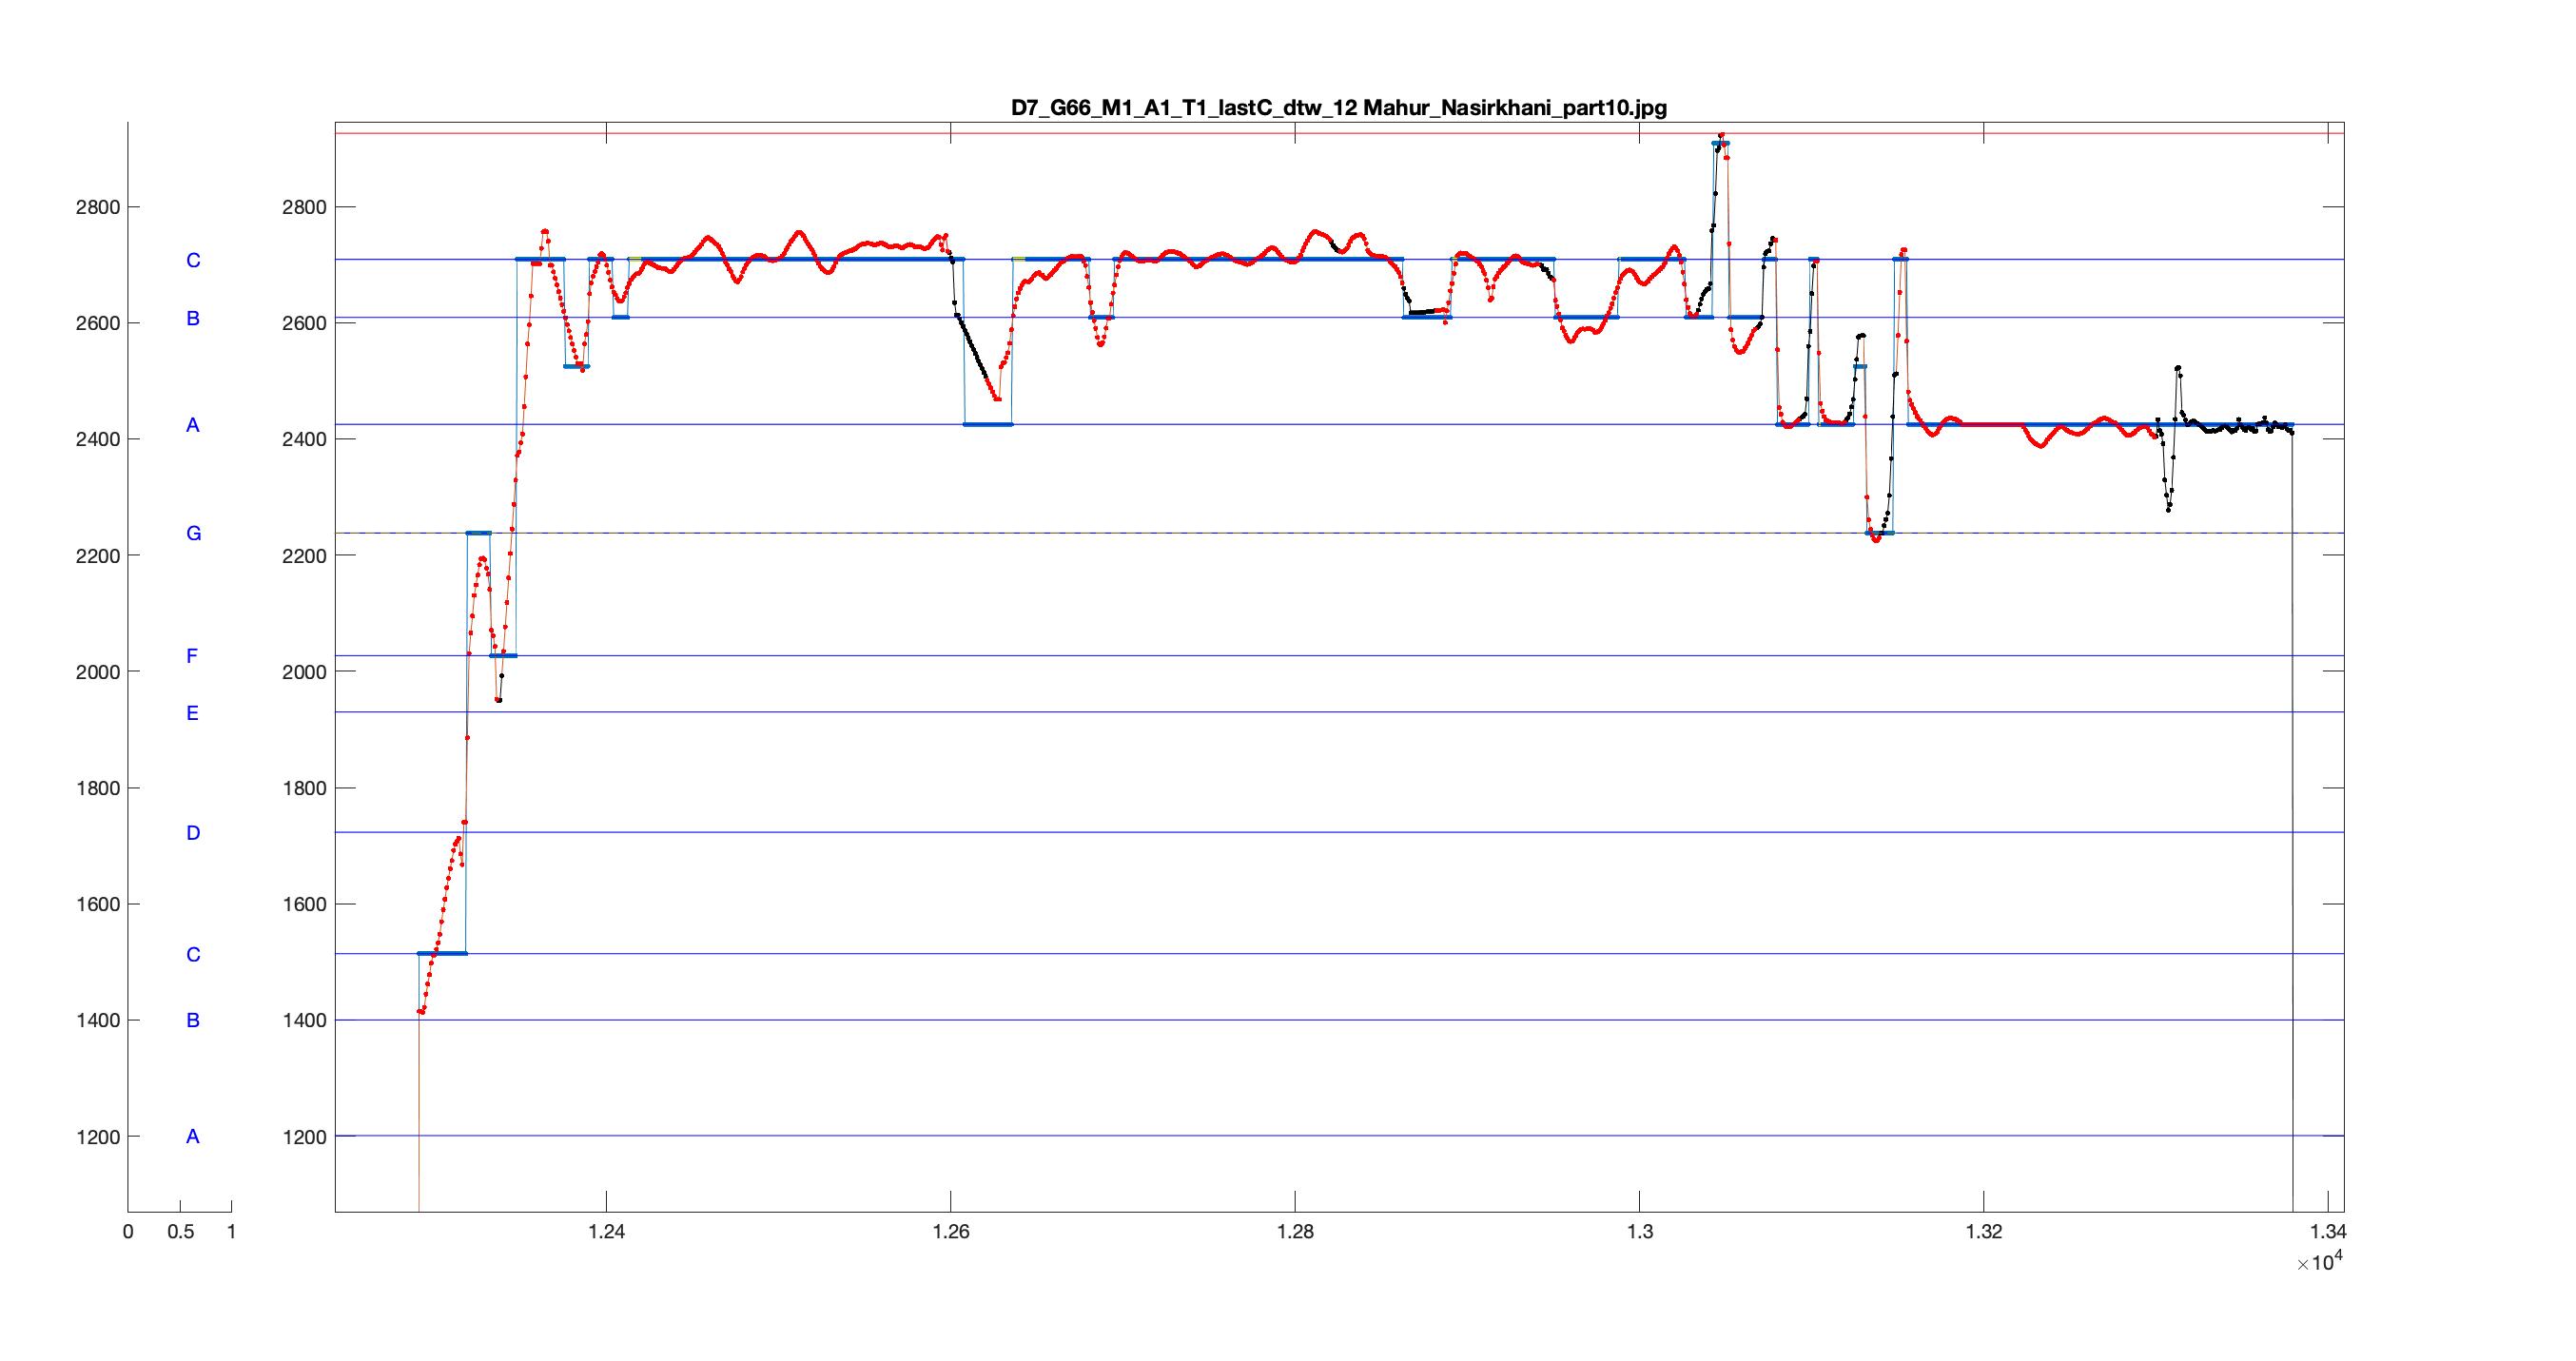 D7_G66_M1_A1_T1_lastC_dtw_12 Mahur_Nasirkhani_part10.jpg
2800 2800
C
2600 B 2600
2400 A 2400
G
2200 2200
F
2000 2000
E
1800 1800
D
1600 1600
C
1400 B 1400
1200 A 1200
0 0.5 1 1.24 1.26 1.28 1.3 1.32 1.34
×10⁴